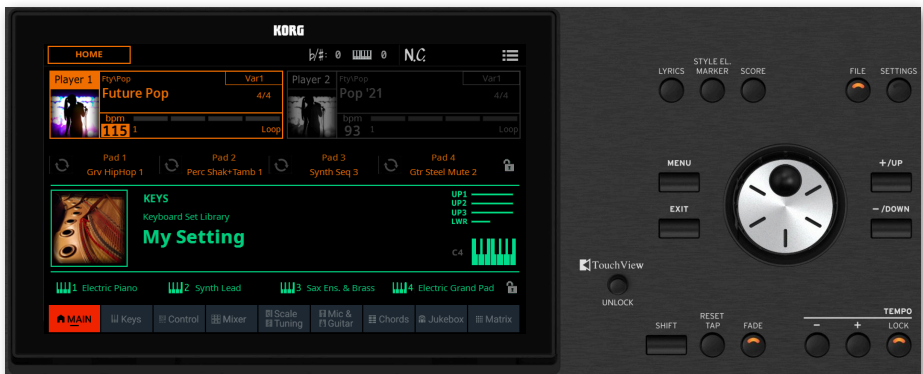 KORG
HOME
♭/♯: 0 0 N.C.
Player 1 Fty\Pop Var1
Future Pop
4/4
bpm
115 1 Loop
Player 2 Fty\Pop Var1
Pop '21
4/4
bpm
93 1 Loop
Pad 1
Grv HipHop 1
Pad 2
Perc Shak+Tamb 1
Pad 3
Synth Seq 3
Pad 4
Gtr Steel Mute 2
KEYS
Keyboard Set Library
My Setting
UP1
UP2
UP3
LWR
C4
1 Electric Piano
2 Synth Lead
3 Sax Ens. & Brass
4 Electric Grand Pad
MAIN
Keys
Control
Mixer
Scale
Tuning
Mic &
Guitar
Chords
Jukebox
Matrix
LYRICS
STYLE EL.
MARKER
SCORE
FILE
SETTINGS
MENU
+/UP
EXIT
−/DOWN
TouchView
UNLOCK
SHIFT
RESET
TAP
FADE
TEMPO
−
+
LOCK